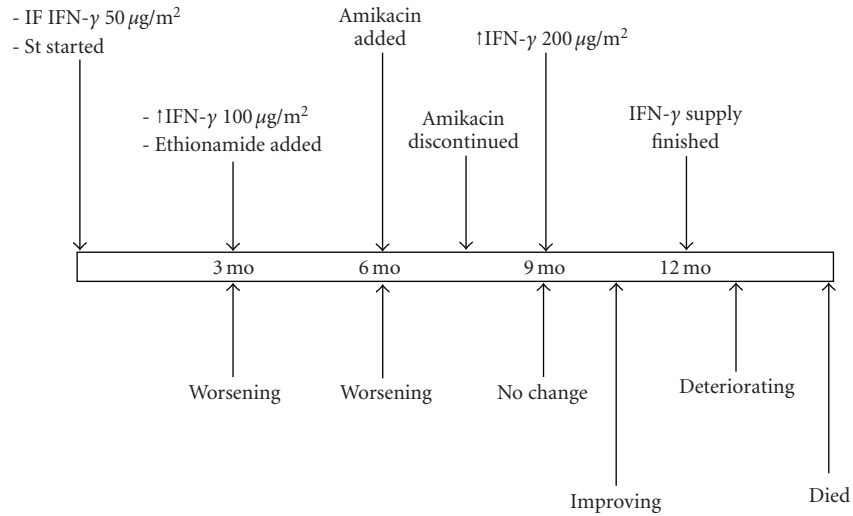 - IF IFN-γ 50 μg/m²
- St started
- ↑IFN-γ 100 μg/m²
- Ethionamide added
Amikacin
added
Amikacin
discontinued
↑IFN-γ 200 μg/m²
IFN-γ supply
finished
3 mo 6 mo 9 mo 12 mo
Worsening Worsening No change Deteriorating
Improving Died